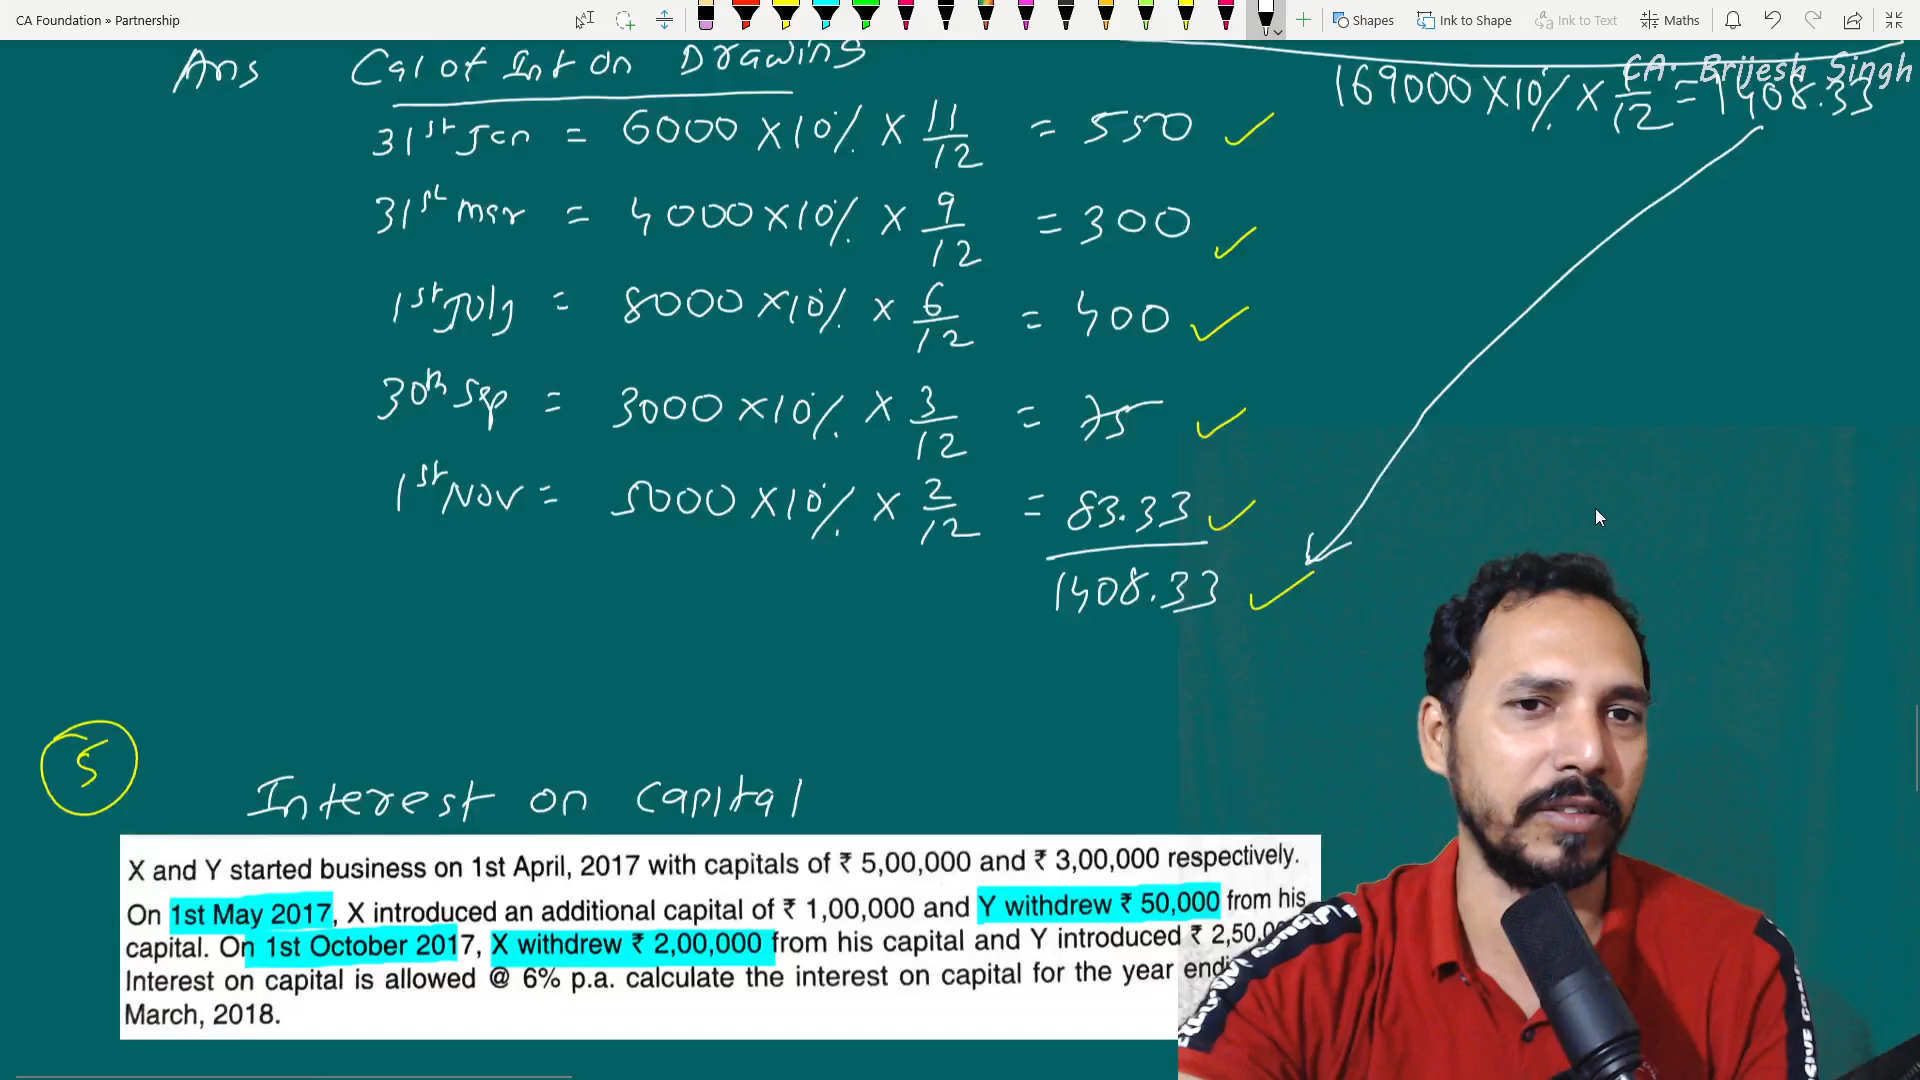 CA Foundation » Partnership
Shapes
Ink to Shape
Ink to Text
Maths
CA. Brijesh Singh
169000 X 10% X 1/12 = 1408.33
Ans Cal of Int On Drawing
31st Jan = 6000 X 10% X 11/12 = 550
31st mar = 4000 X 10% X 9/12 = 300
1st July = 8000 X 10% X 6/12 = 400
30th Sep = 3000 X 10% X 3/12 = 75
1st Nov = 5000 X 10% X 2/12 = 83.33
1408.33
5
Interest on capital
X and Y started business on 1st April, 2017 with capitals of ₹ 5,00,000 and ₹ 3,00,000 respectively.
On 1st May 2017, X introduced an additional capital of ₹ 1,00,000 and Y withdrew ₹ 50,000 from his
capital. On 1st October 2017, X withdrew ₹ 2,00,000 from his capital and Y introduced ₹
Interest on capital is allowed @ 6% p.a. calculate the interest on capital for the year
March, 2018.